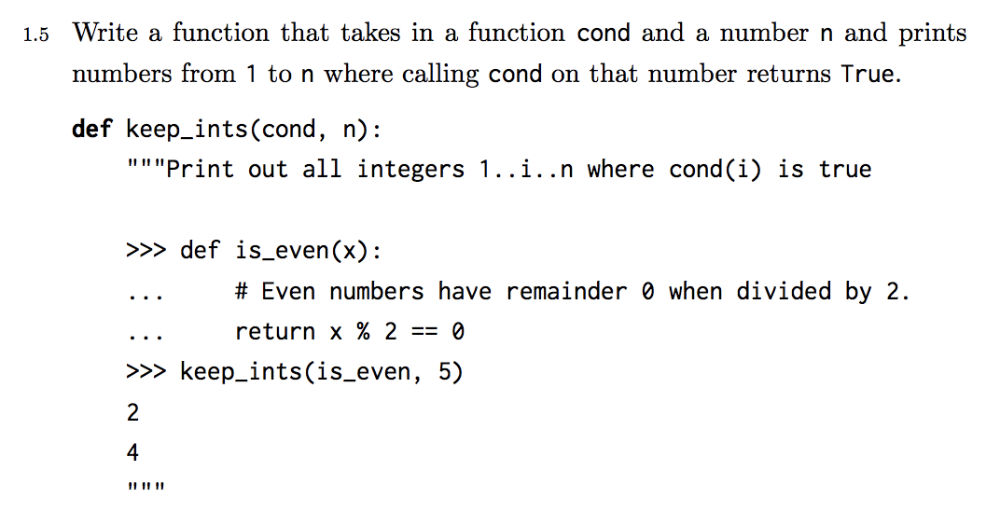 1.5 Write a function that takes in a function cond and a number n and prints
numbers from 1 to n where calling cond on that number returns True.
def keep_ints(cond, n):
"""Print out all integers 1..i..n where cond(i) is true
>>> def is_even(x):
...     # Even numbers have remainder 0 when divided by 2.
...     return x % 2 == 0
>>> keep_ints(is_even, 5)
2
4
"""